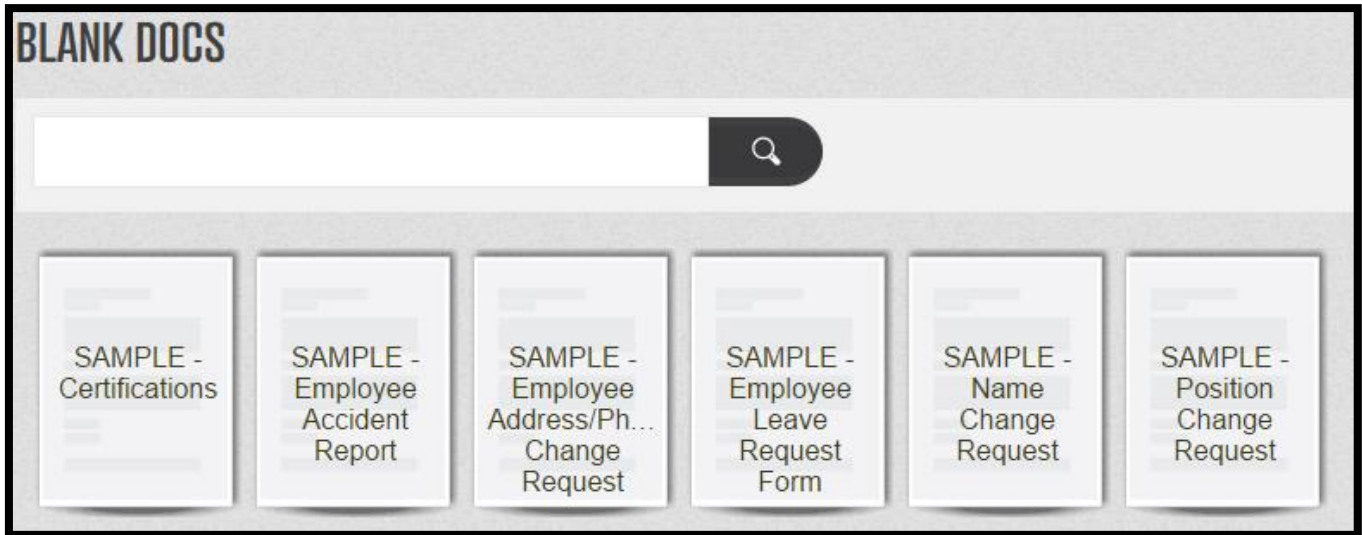 BLANK DOCS
SAMPLE -
Certifications
SAMPLE -
Employee
Accident
Report
SAMPLE -
Employee
Address/Ph...
Change
Request
SAMPLE -
Employee
Leave
Request
Form
SAMPLE -
Name
Change
Request
SAMPLE -
Position
Change
Request